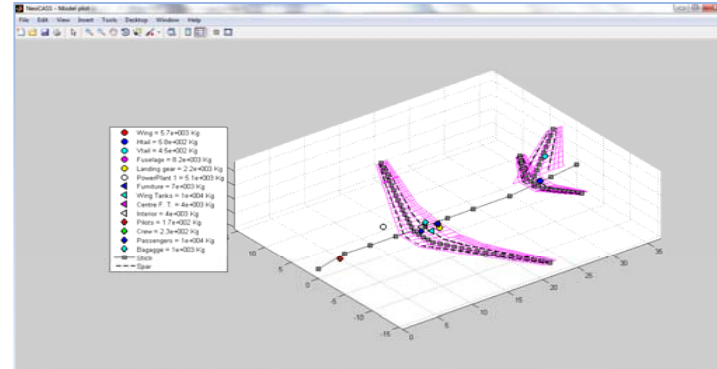 NeoCASS - Model plot
File Edit View Insert Tools Desktop Window Help
Wing = 5.7e+003 Kg
Htail = 5.8e+002 Kg
Vtail = 4.5e+002 Kg
Fuselage = 8.2e+003 Kg
Landing gear = 2.2e+003 Kg
PowerPlant 1 = 5.1e+003 Kg
Furniture = 7e+003 Kg
Wing Tanks = 1e+004 Kg
Centre F. T. = 4e+003 Kg
Interior = 4e+003 Kg
Pilots = 1.7e+002 Kg
Crew = 2.3e+002 Kg
Passengers = 1e+004 Kg
Bagagge = 1e+003 Kg
Stick
Spar
10
5
0
-5
-10
-15
0
5
10
15
20
25
30
35